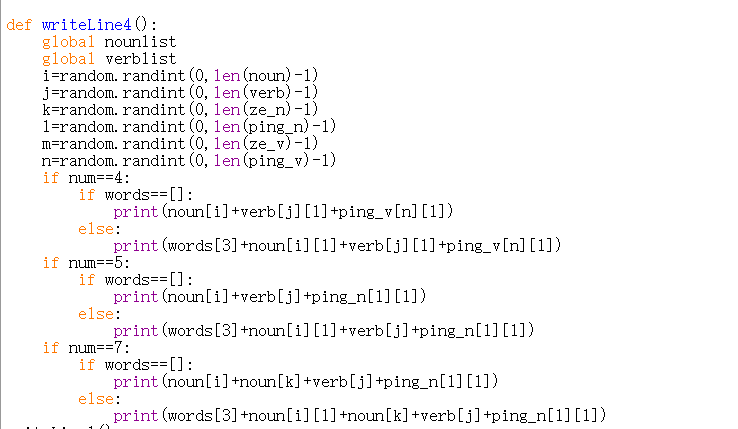 def writeLine4():
    global nounlist
    global verblist
    i=random.randint(0,len(noun)-1)
    j=random.randint(0,len(verb)-1)
    k=random.randint(0,len(ze_n)-1)
    l=random.randint(0,len(ping_n)-1)
    m=random.randint(0,len(ze_v)-1)
    n=random.randint(0,len(ping_v)-1)
    if num==4:
        if words==[]:
            print(noun[i]+verb[j][1]+ping_v[n][1])
        else:
            print(words[3]+noun[i][1]+verb[j][1]+ping_v[n][1])
    if num==5:
        if words==[]:
            print(noun[i]+verb[j]+ping_n[l][1])
        else:
            print(words[3]+noun[i][1]+verb[j]+ping_n[l][1])
    if num==7:
        if words==[]:
            print(noun[i]+noun[k]+verb[j]+ping_n[l][1])
        else:
            print(words[3]+noun[i][1]+noun[k]+verb[j]+ping_n[l][1])